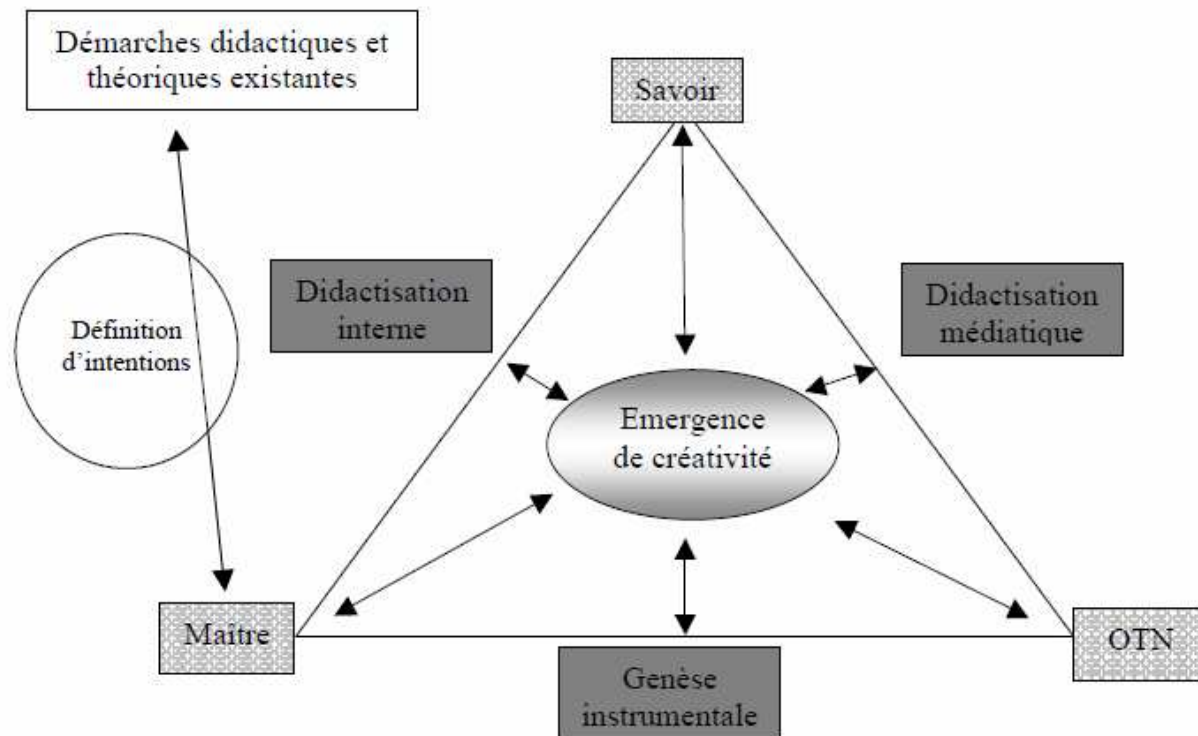 Démarches didactiques et
théoriques existantes
Savoir
Didactisation
interne
Didactisation
médiatique
Définition
d'intentions
Emergence
de créativité
Maître
OTN
Genèse
instrumentale